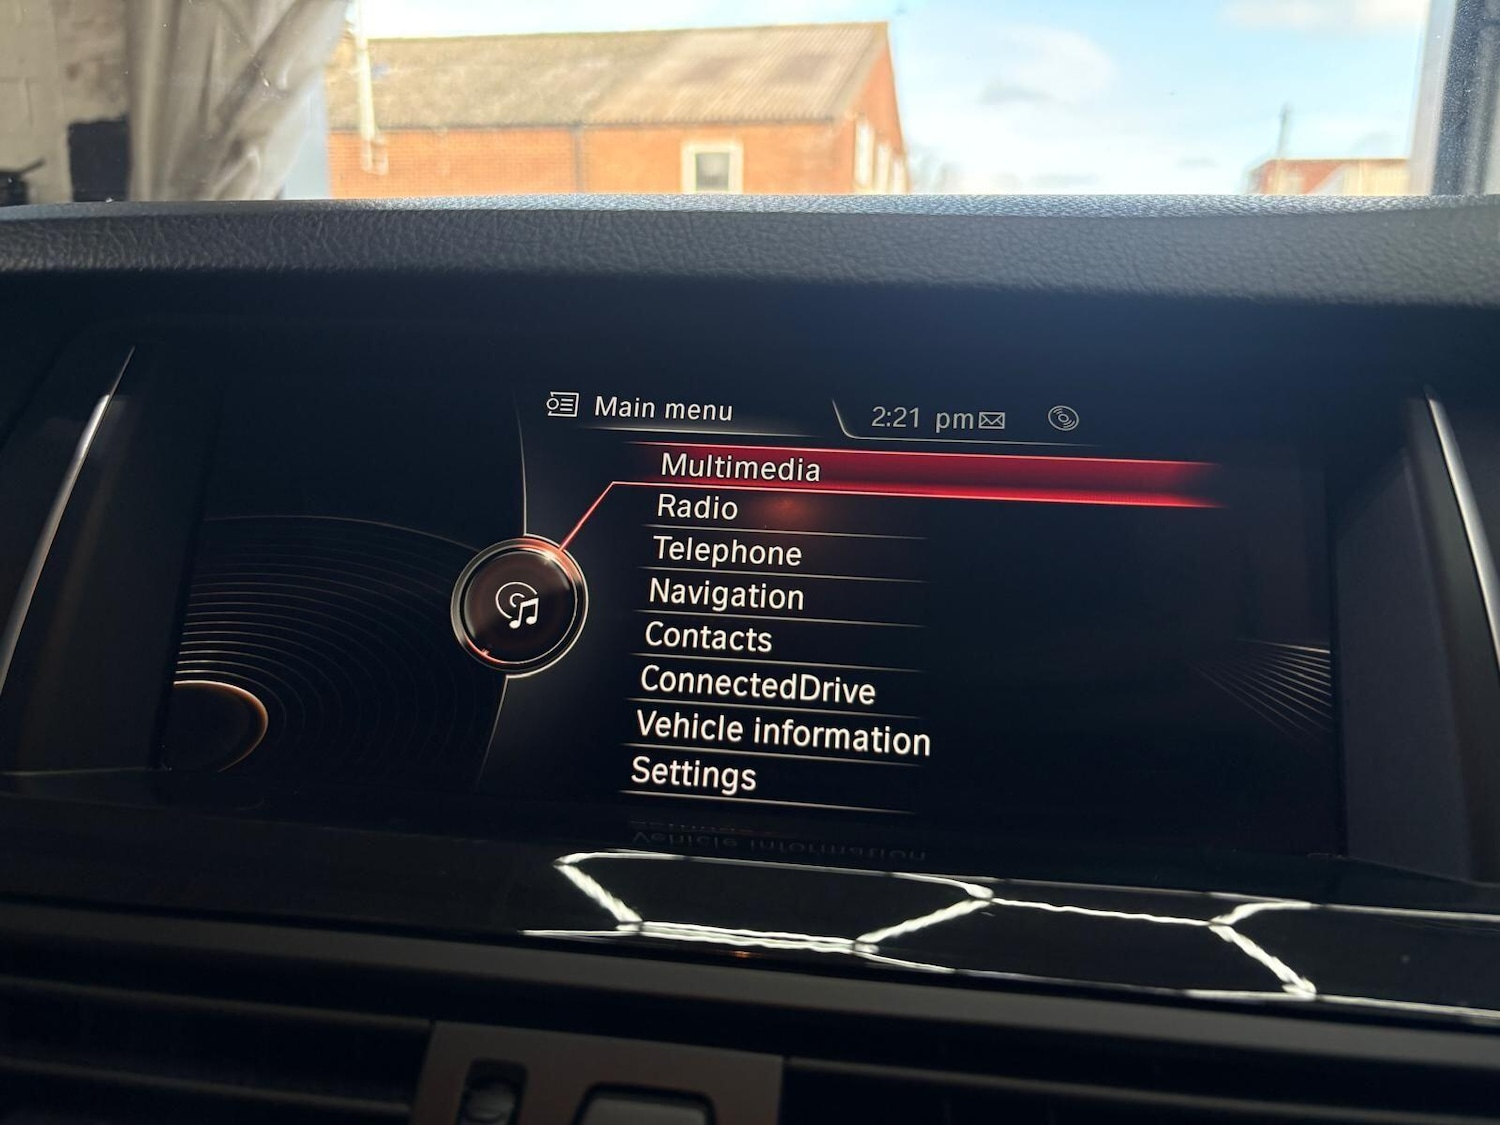 Main menu
2:21 pm
Multimedia
Radio
Telephone
Navigation
Contacts
ConnectedDrive
Vehicle information
Settings